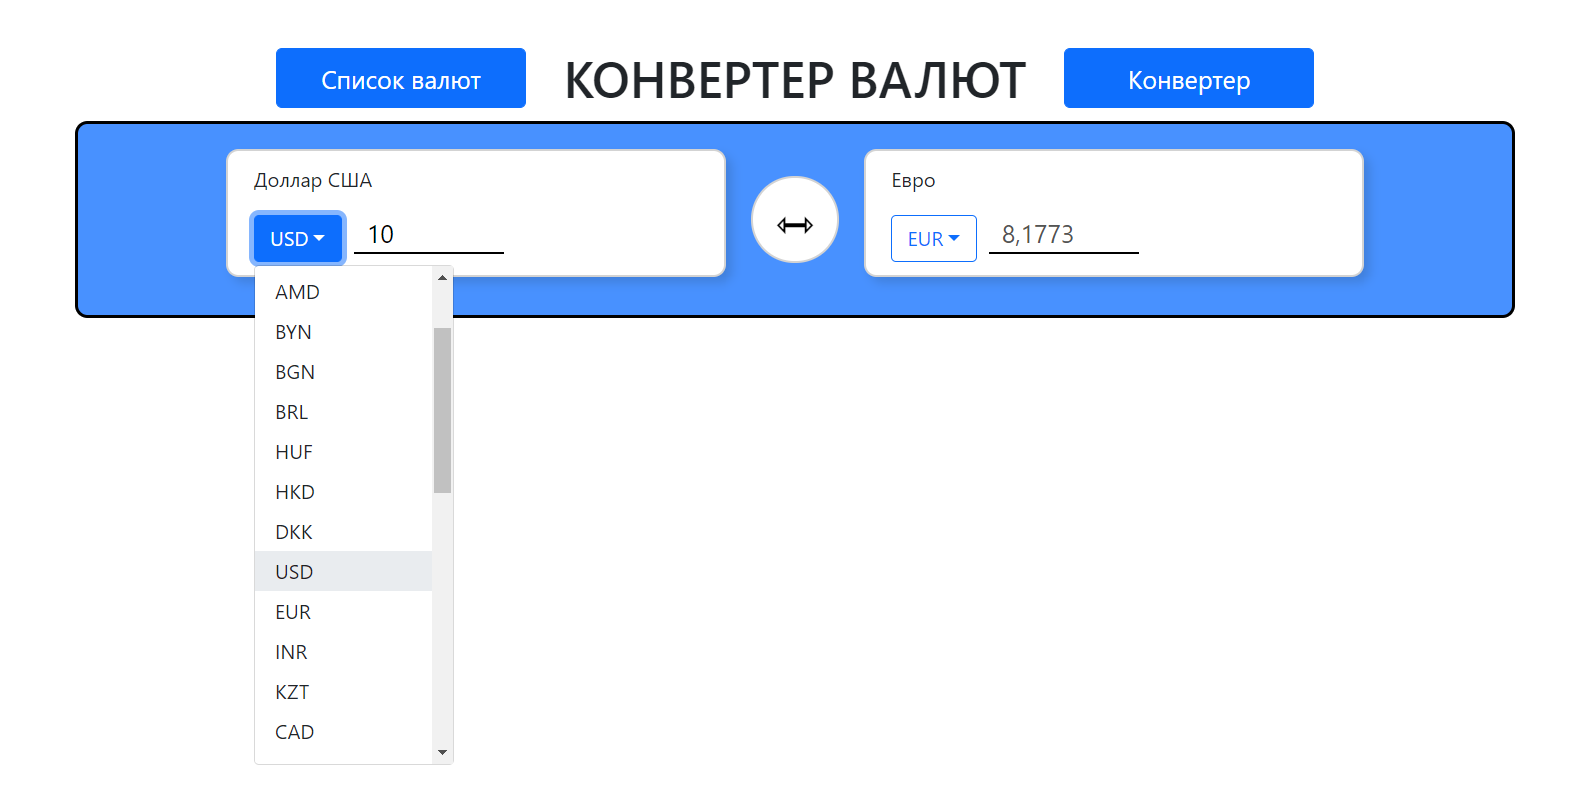 Список валют
КОНВЕРТЕР ВАЛЮТ
Конвертер
Доллар США
USD
10
Евро
EUR
8,1773
AMD
BYN
BGN
BRL
HUF
HKD
DKK
USD
EUR
INR
KZT
CAD